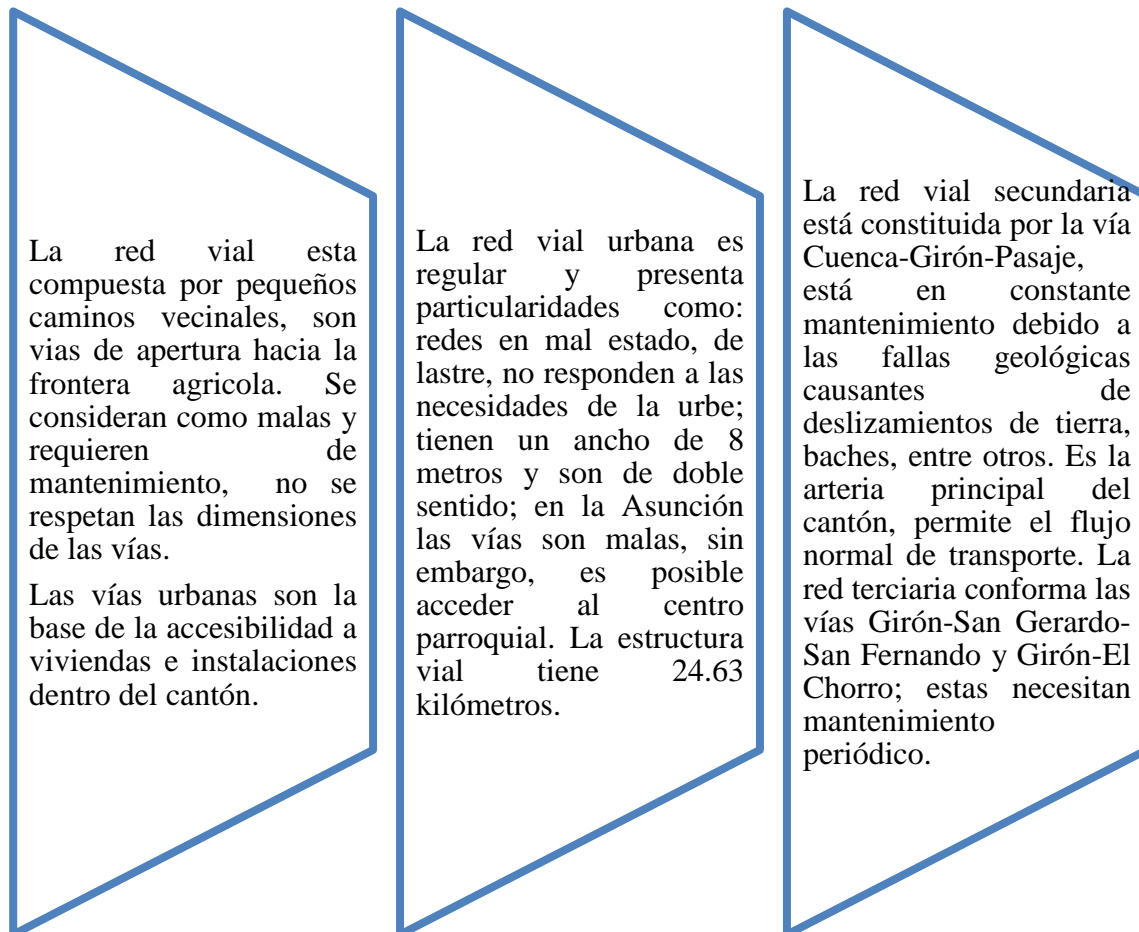 La red vial esta
compuesta por pequeños
caminos vecinales, son
vias de apertura hacia la
frontera agricola. Se
consideran como malas y
requieren de
mantenimiento, no se
respetan las dimensiones
de las vías.
Las vías urbanas son la
base de la accesibilidad a
viviendas e instalaciones
dentro del cantón.
La red vial urbana es
regular y presenta
particularidades como:
redes en mal estado, de
lastre, no responden a las
necesidades de la urbe;
tienen un ancho de 8
metros y son de doble
sentido; en la Asunción
las vías son malas, sin
embargo, es posible
acceder al centro
parroquial. La estructura
vial tiene 24.63
kilómetros.
La red vial secundaria
está constituida por la vía
Cuenca-Girón-Pasaje,
está en constante
mantenimiento debido a
las fallas geológicas
causantes de
deslizamientos de tierra,
baches, entre otros. Es la
arteria principal del
cantón, permite el flujo
normal de transporte. La
red terciaria conforma las
vías Girón-San Gerardo-
San Fernando y Girón-El
Chorro; estas necesitan
mantenimiento
periódico.